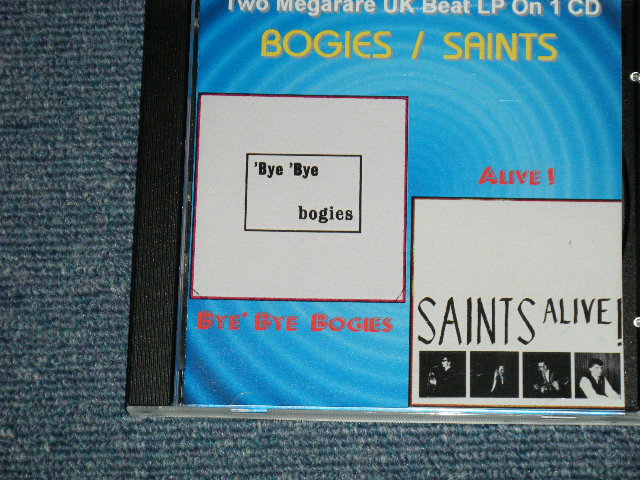 Two Megarare UK Beat LP On 1 CD
BOGIES / SAINTS
'Bye 'Bye
bogies
ALIVE!
BYE' BYE BOGIES
SAINTS ALIVE!